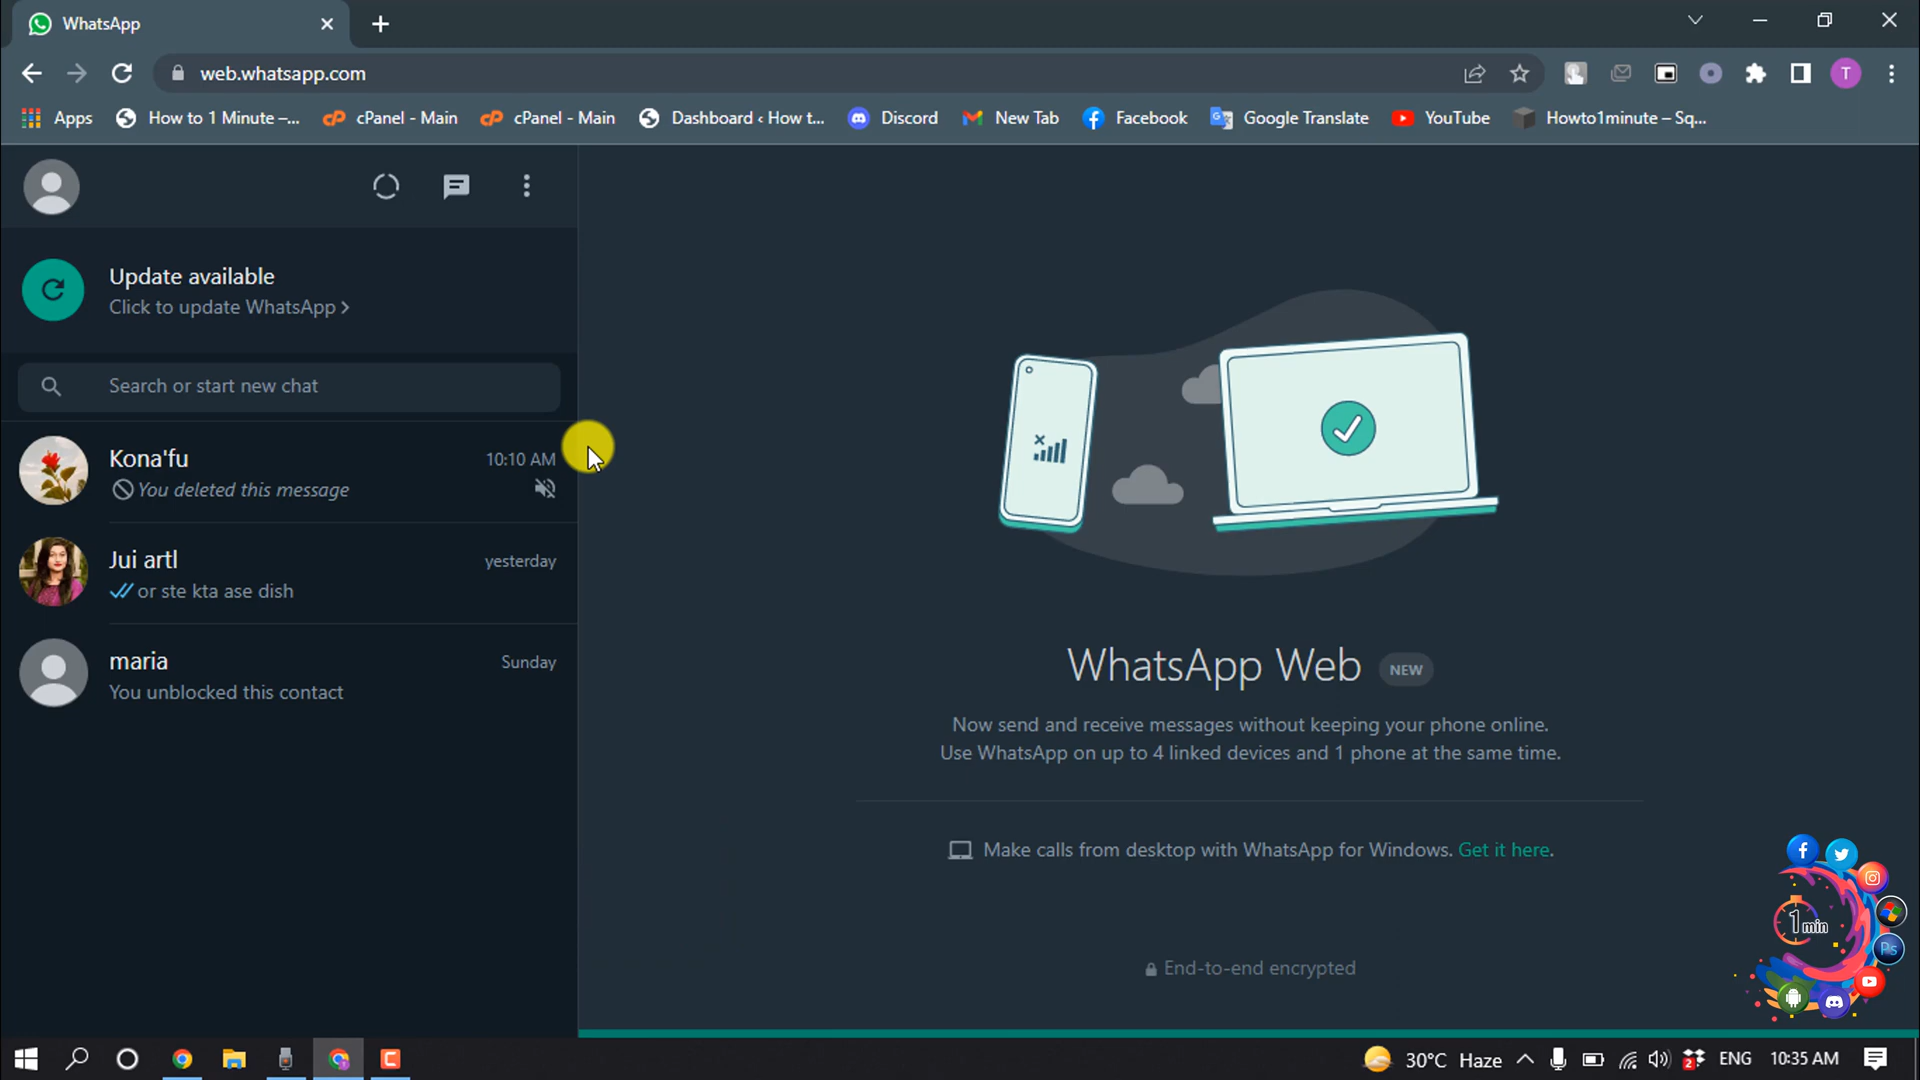 WhatsApp
web.whatsapp.com
T
Apps How to 1 Minute –... cPanel - Main cPanel - Main Dashboard ‹ How t... Discord New Tab Facebook Google Translate YouTube Howto1minute – Sq...
Update available
Click to update WhatsApp >
Search or start new chat
Kona'fu 10:10 AM
You deleted this message
Jui artl yesterday
or ste kta ase dish
maria Sunday
You unblocked this contact
WhatsApp Web NEW
Now send and receive messages without keeping your phone online.
Use WhatsApp on up to 4 linked devices and 1 phone at the same time.
Make calls from desktop with WhatsApp for Windows. Get it here.
End-to-end encrypted
1 min
Ps
30°C Haze 2 ENG 10:35 AM